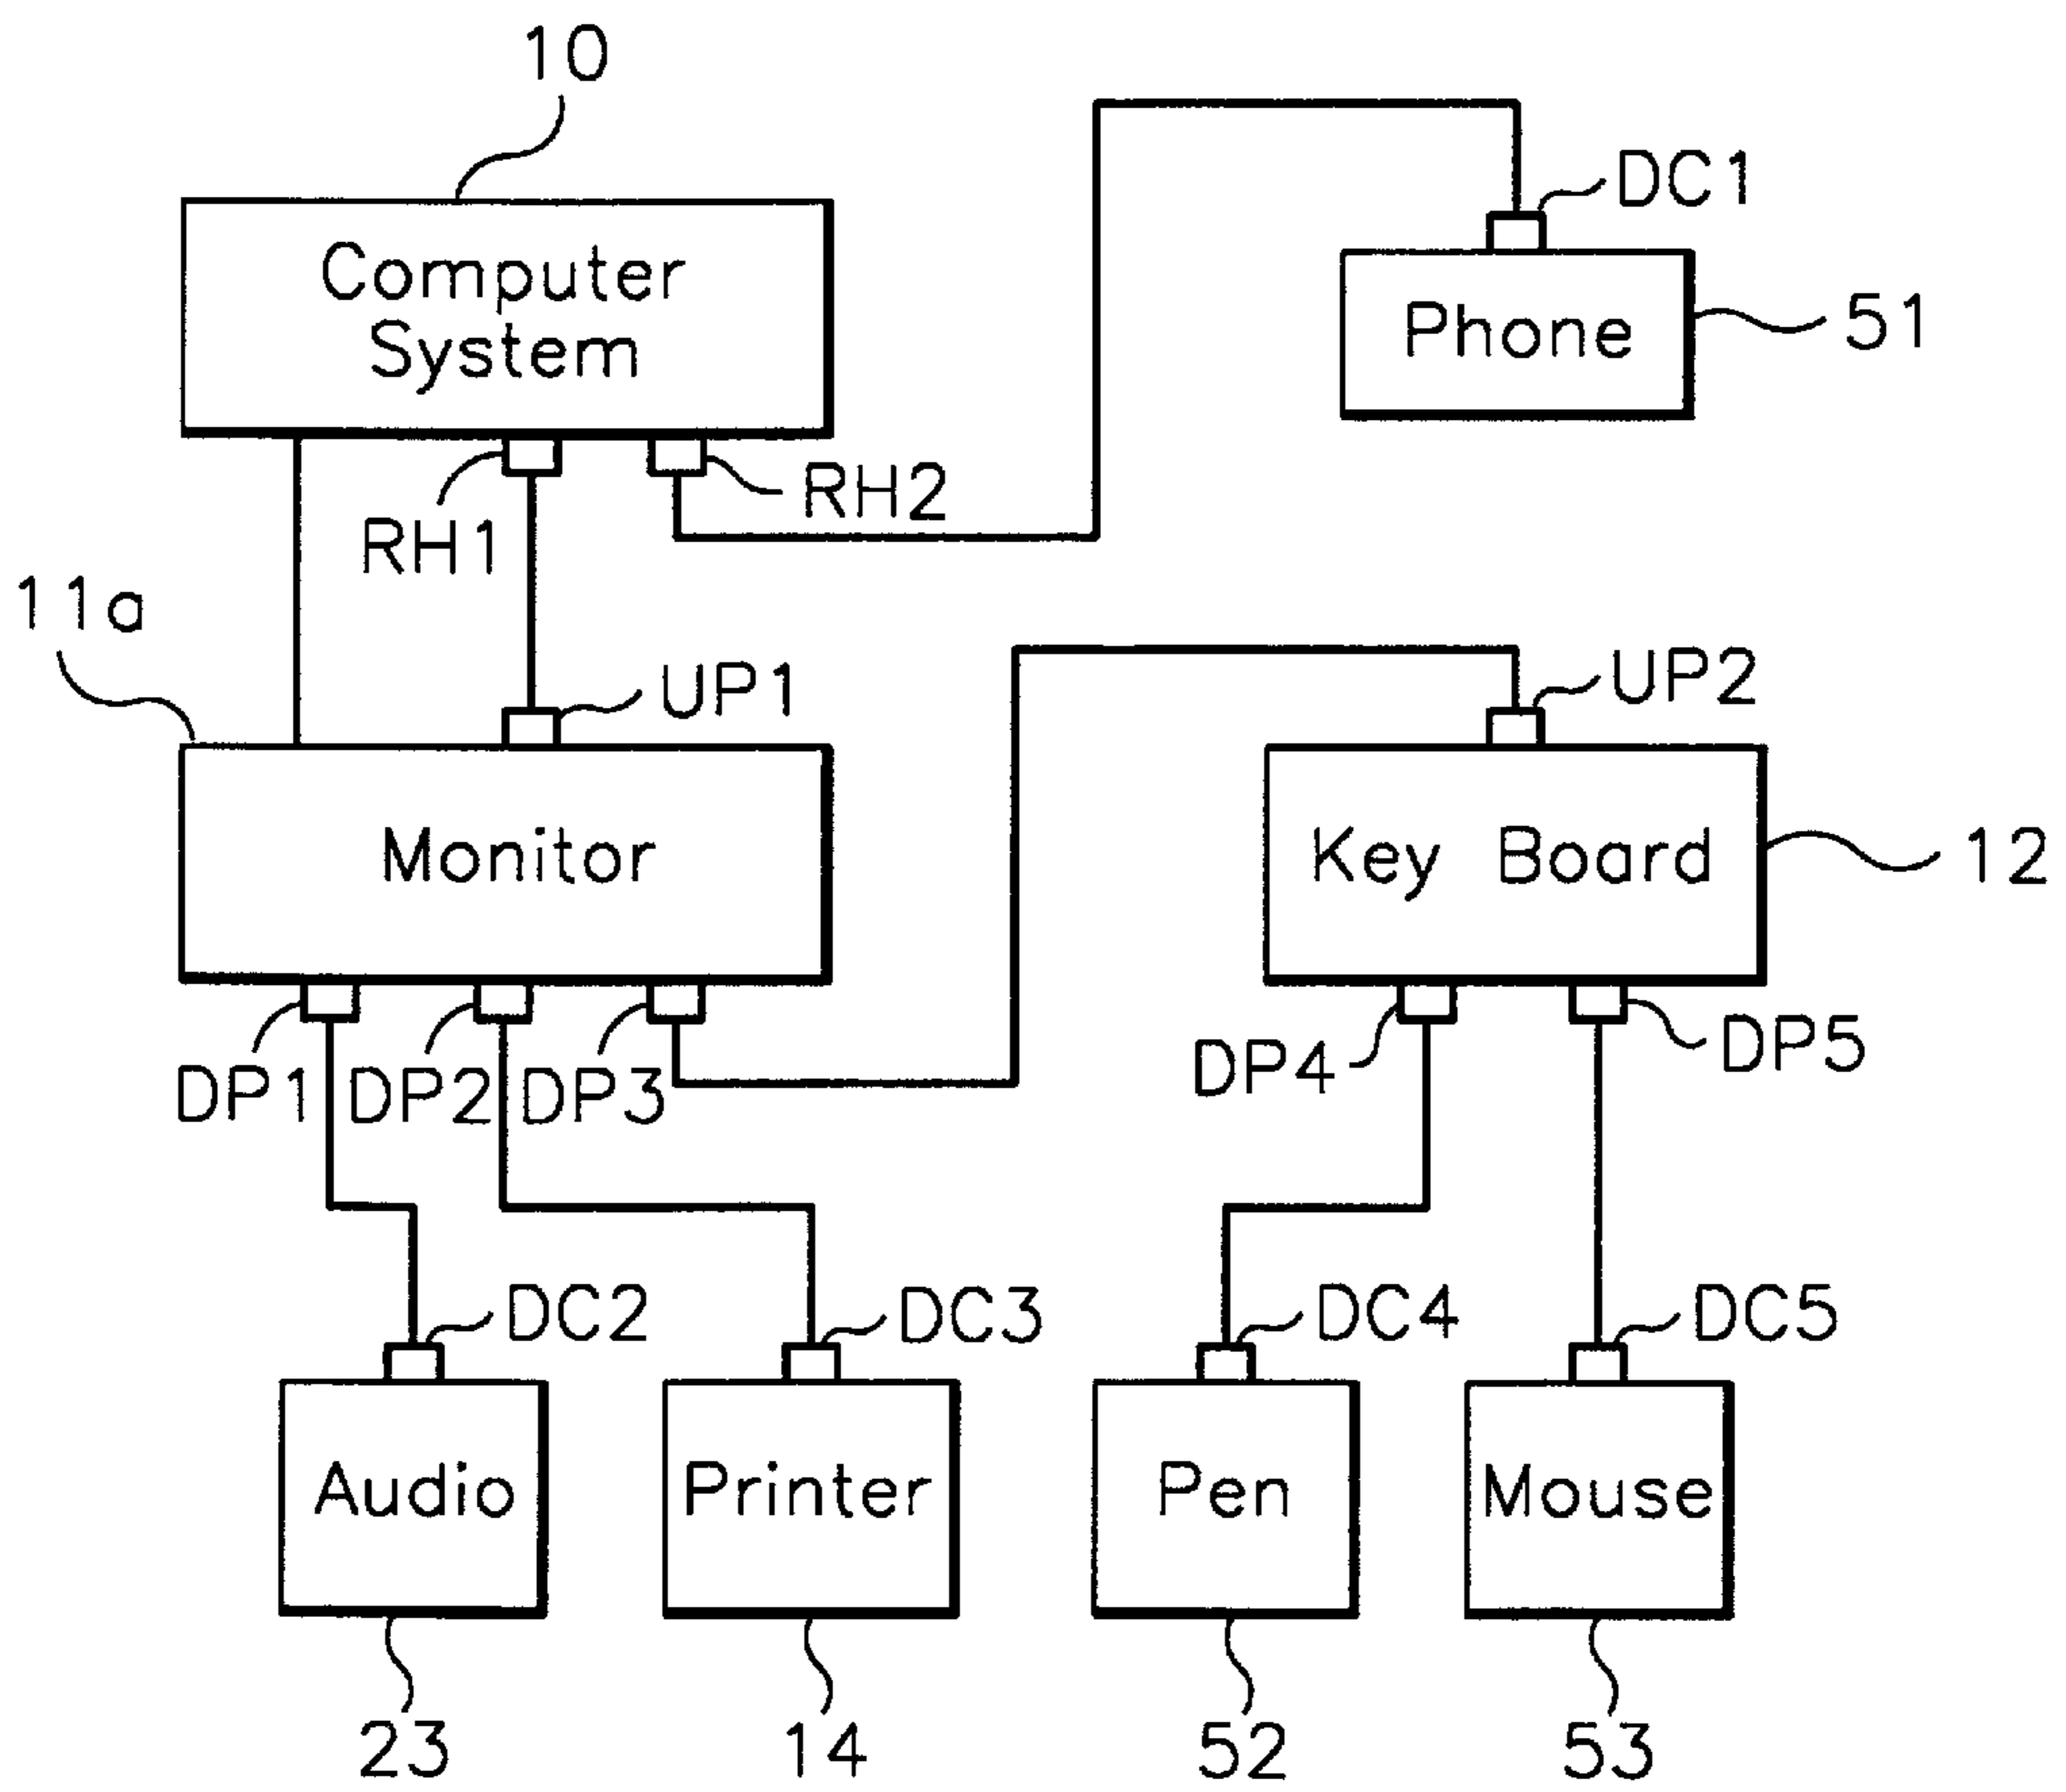 10
DC1
Computer
System
Phone
51
RH2
RH1
11a
UP1
UP2
Monitor
Key Board
12
DP1
DP2
DP3
DP4
DP5
DC2
DC3
DC4
DC5
Audio
Printer
Pen
Mouse
23
14
52
53